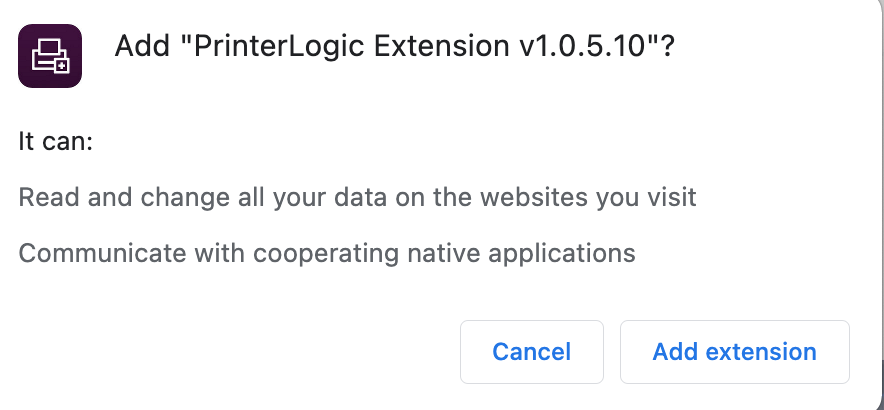 Add "PrinterLogic Extension v1.0.5.10"?
It can:
Read and change all your data on the websites you visit
Communicate with cooperating native applications
Cancel
Add extension